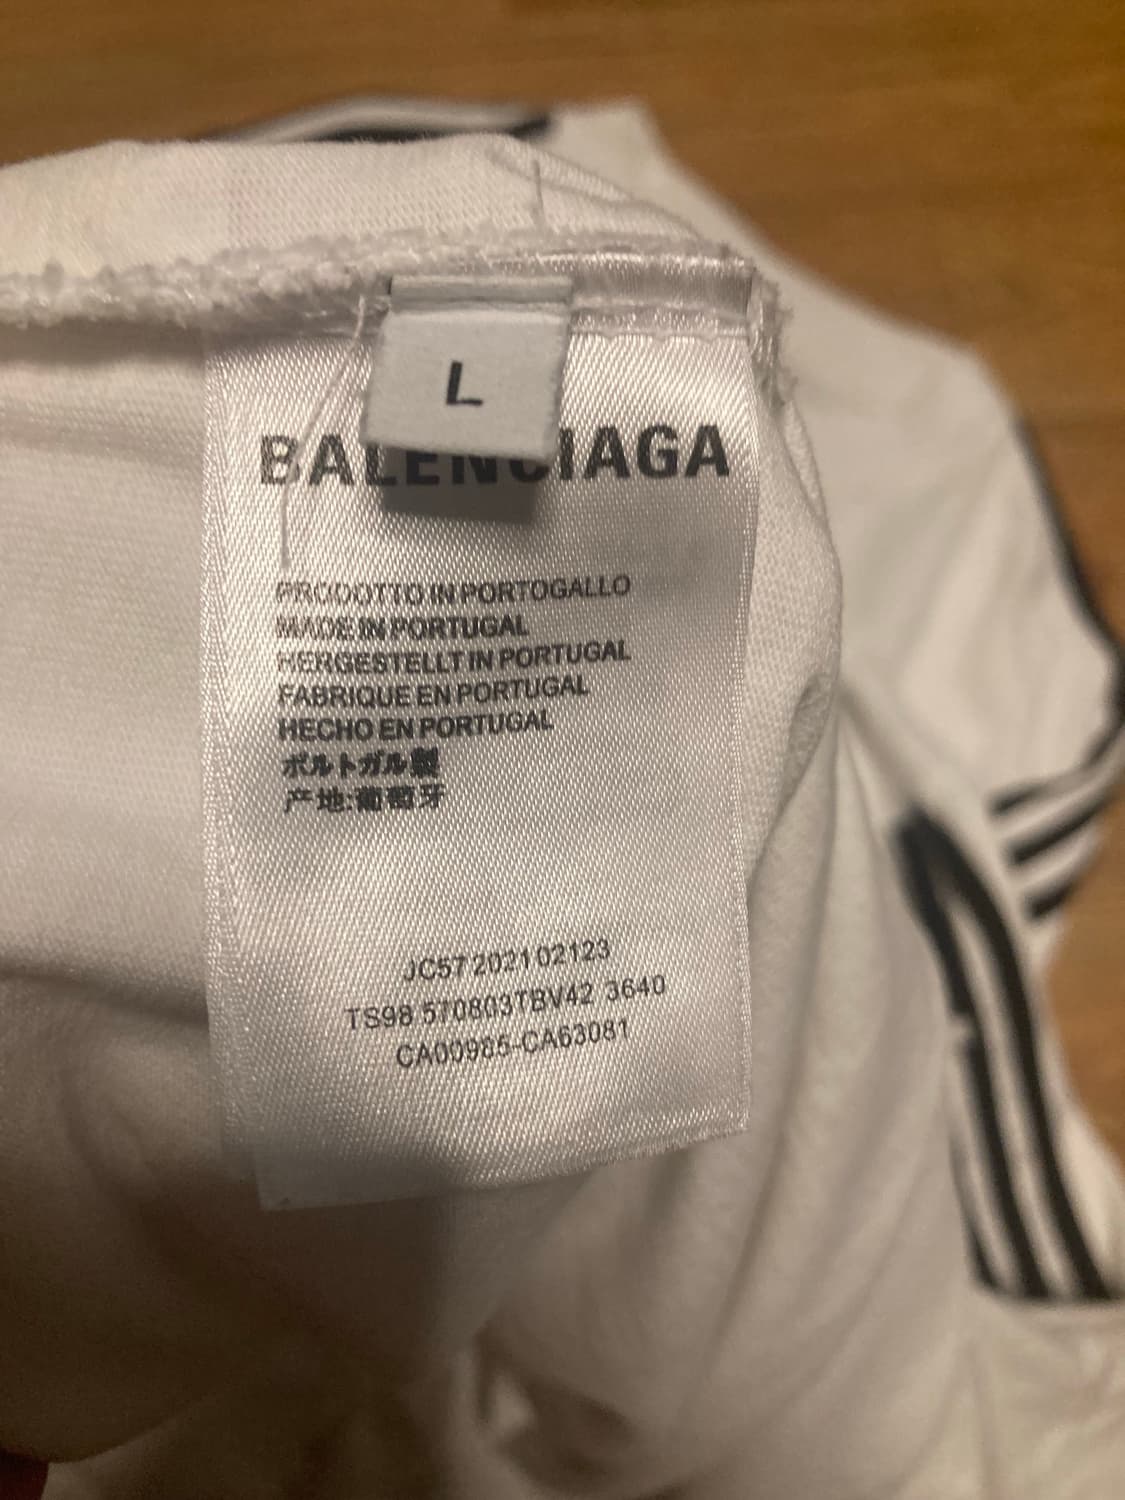 L
BALENCIAGA
PRODOTTO IN PORTOGALLO
MADE IN PORTUGAL
HERGESTELLT IN PORTUGAL
FABRIQUE EN PORTUGAL
HECHO EN PORTUGAL
ポルトガル製
产地:葡萄牙
JC57 202102123
TS98 570803TBV42 3640
CA00985-CA63081